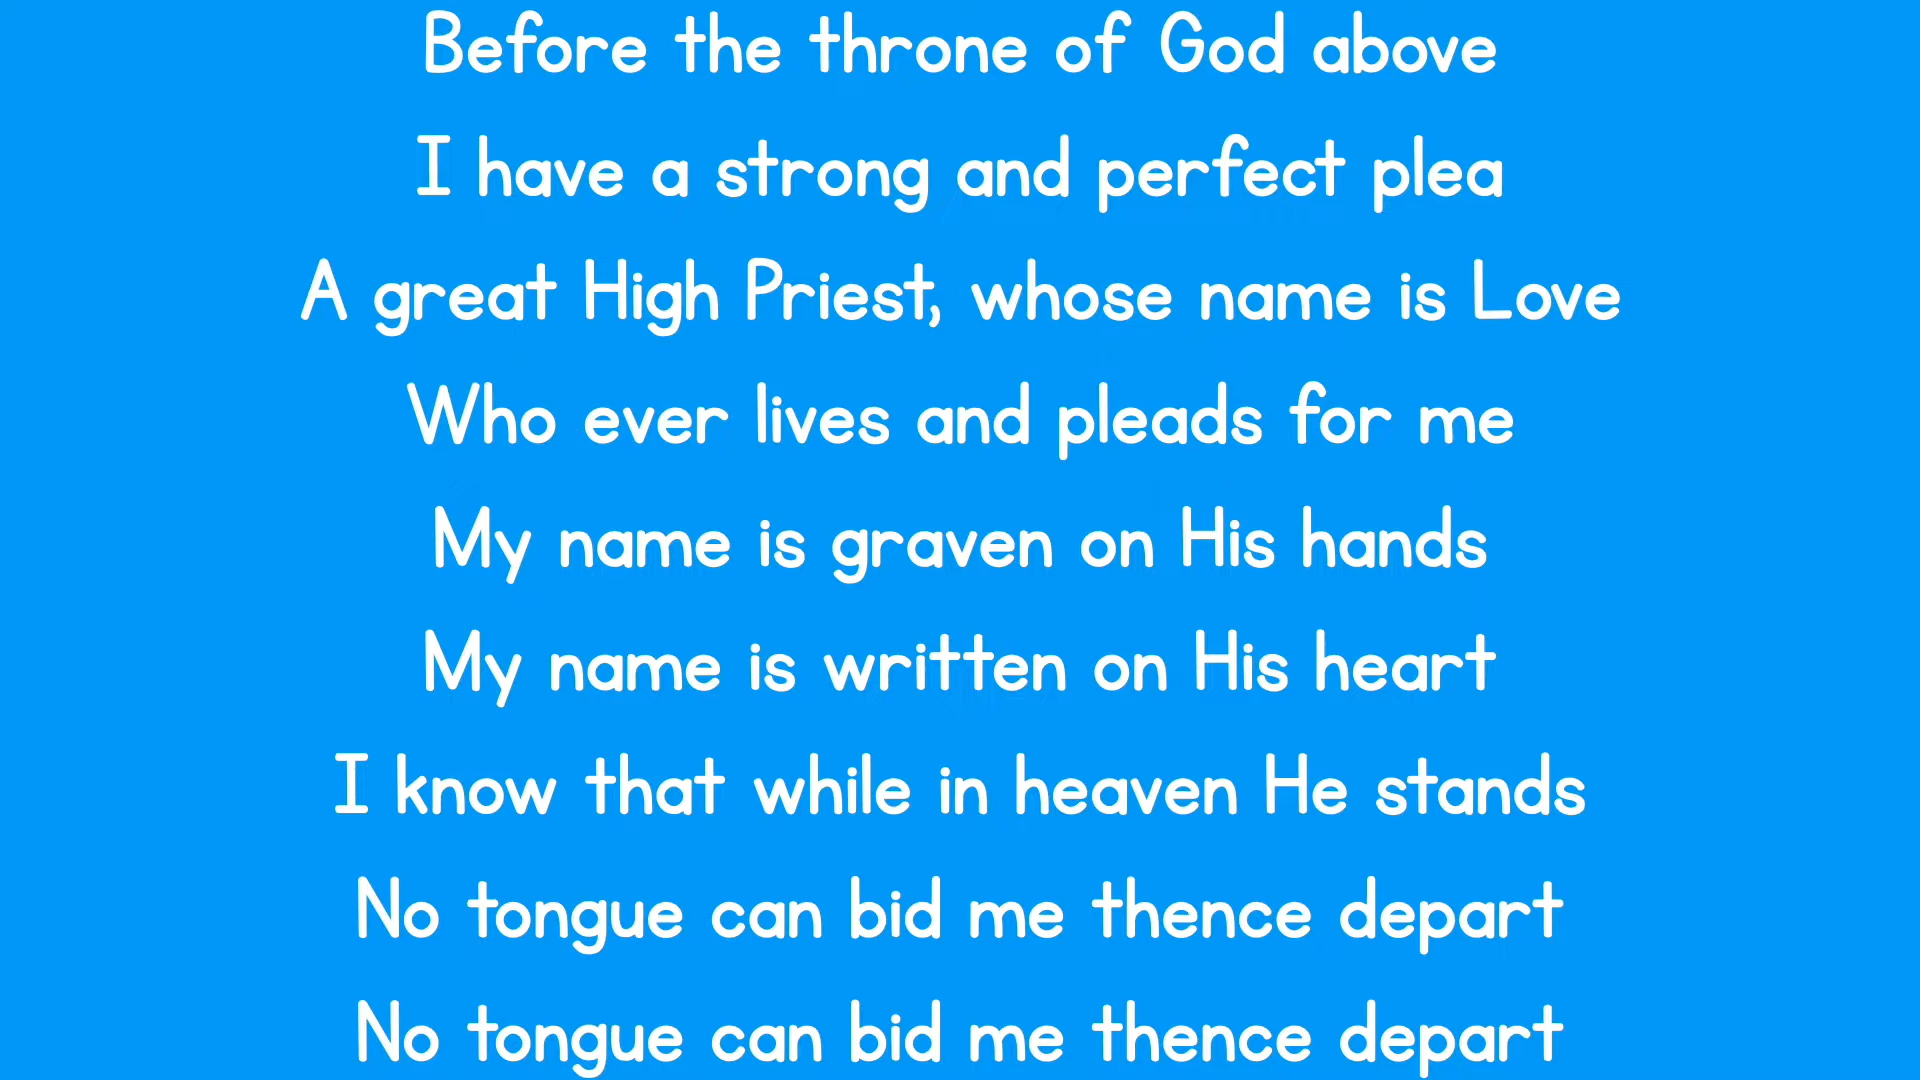 Before the throne of God above
I have a strong and perfect plea
A great High Priest, whose name is Love
Who ever lives and pleads for me
My name is graven on His hands
My name is written on His heart
I know that while in heaven He stands
No tongue can bid me thence depart
No tongue can bid me thence depart